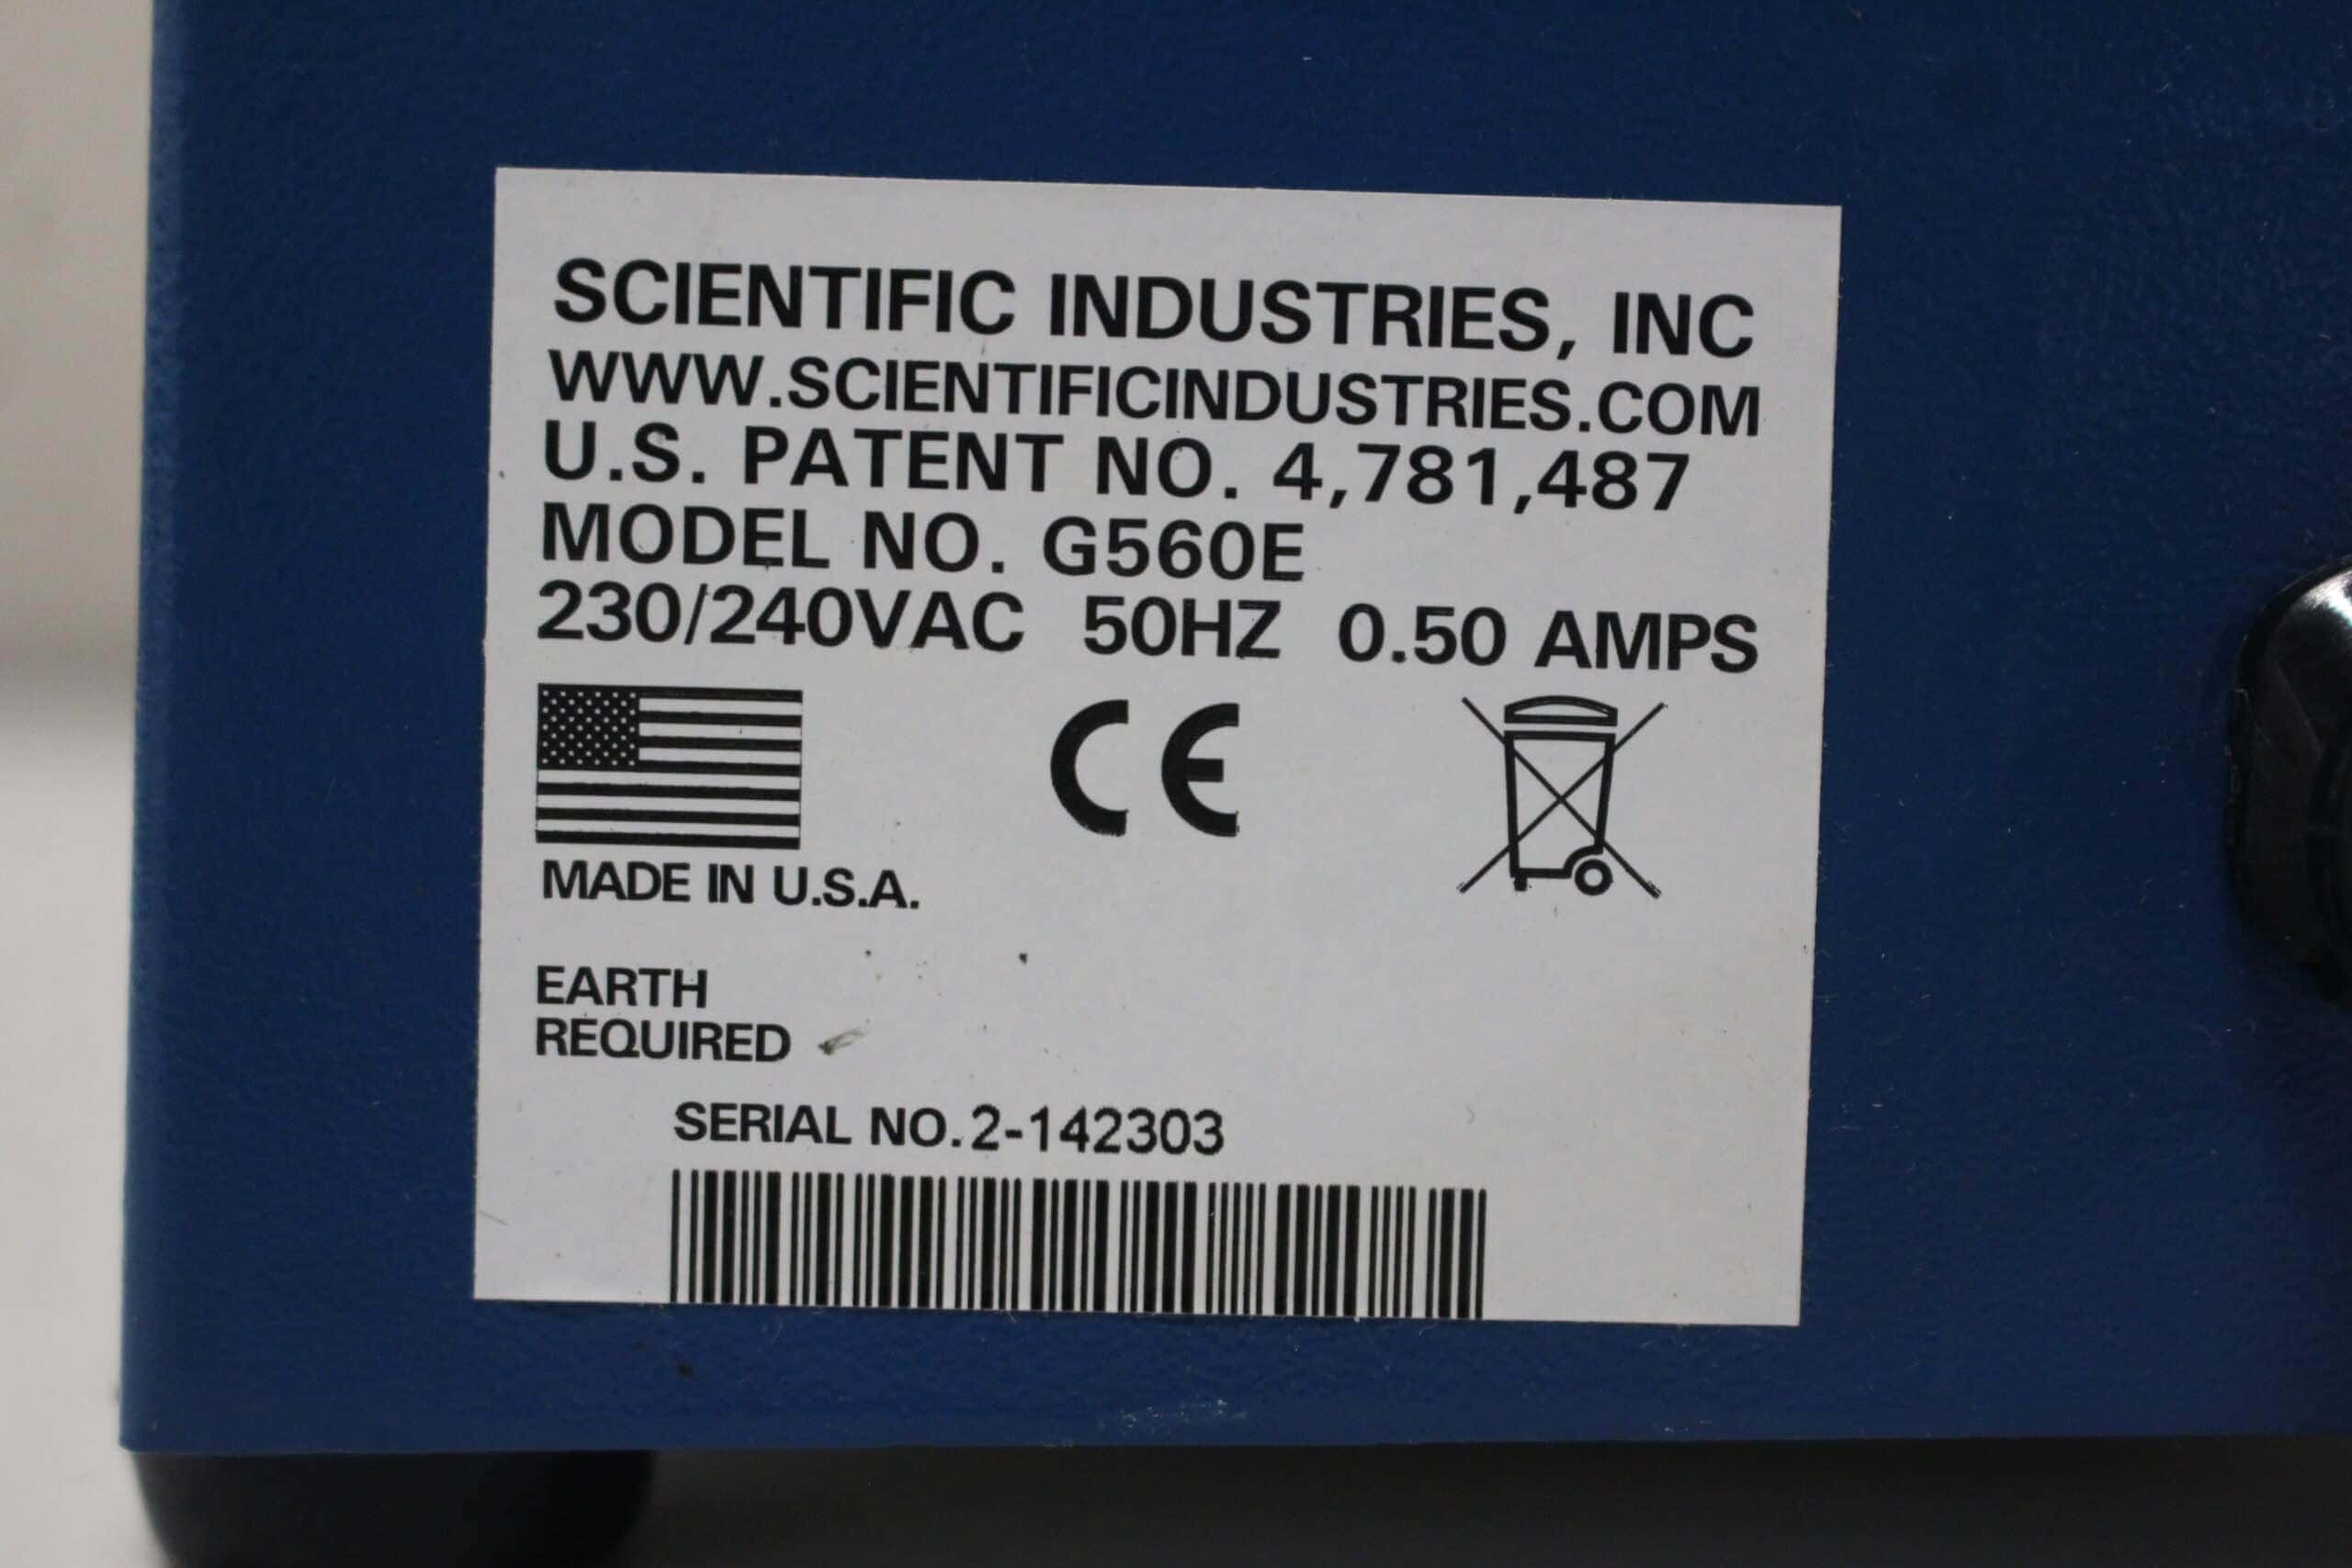 SCIENTIFIC INDUSTRIES, INC
WWW.SCIENTIFICINDUSTRIES.COM
U.S. PATENT NO. 4,781,487
MODEL NO. G560E
230/240VAC 50HZ 0.50 AMPS
CE
MADE IN U.S.A.
EARTH
REQUIRED
SERIAL NO. 2-142303